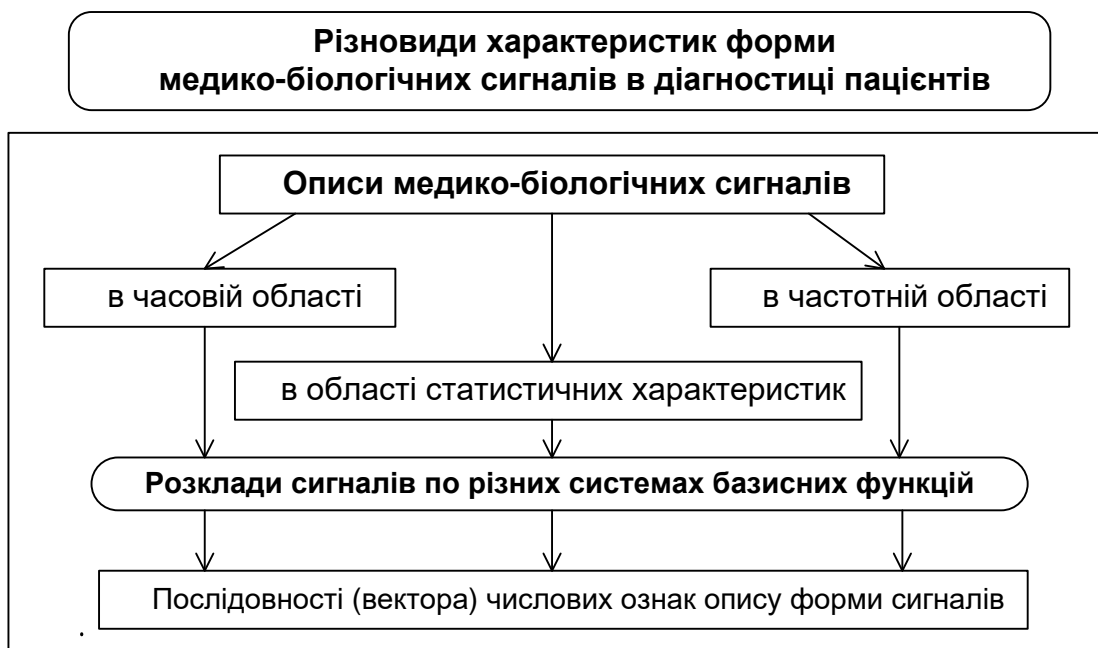 Різновиди характеристик форми
медико-біологічних сигналів в діагностиці пацієнтів
Описи медико-біологічних сигналів
в часовій області
в частотній області
в області статистичних характеристик
Розклади сигналів по різних системах базисних функцій
Послідовності (вектора) числових ознак опису форми сигналів
.